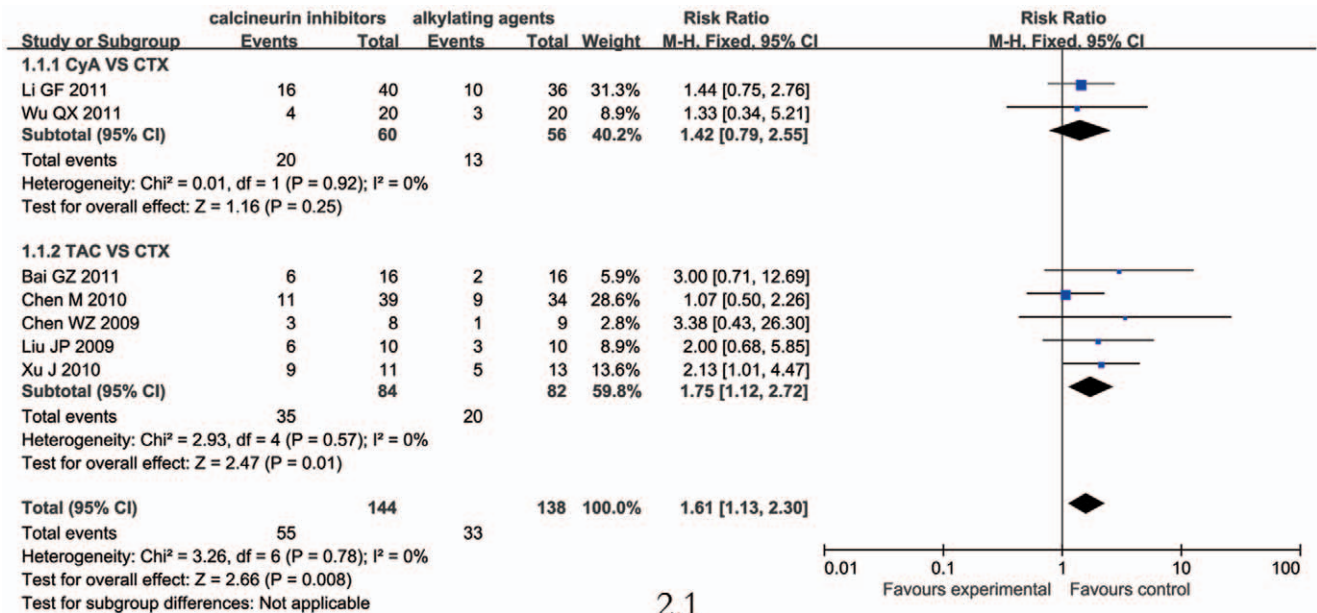 calcineurin inhibitors alkylating agents Risk Ratio Risk Ratio
Study or Subgroup Events Total Events Total Weight M-H, Fixed, 95% CI M-H, Fixed, 95% CI
1.1.1 CyA VS CTX
Li GF 2011 16 40 10 36 31.3% 1.44 [0.75, 2.76]
Wu QX 2011 4 20 3 20 8.9% 1.33 [0.34, 5.21]
Subtotal (95% CI) 60 56 40.2% 1.42 [0.79, 2.55]
Total events 20 13
Heterogeneity: Chi² = 0.01, df = 1 (P = 0.92); I² = 0%
Test for overall effect: Z = 1.16 (P = 0.25)
1.1.2 TAC VS CTX
Bai GZ 2011 6 16 2 16 5.9% 3.00 [0.71, 12.69]
Chen M 2010 11 39 9 34 28.6% 1.07 [0.50, 2.26]
Chen WZ 2009 3 8 1 9 2.8% 3.38 [0.43, 26.30]
Liu JP 2009 6 10 3 10 8.9% 2.00 [0.68, 5.85]
Xu J 2010 9 11 5 13 13.6% 2.13 [1.01, 4.47]
Subtotal (95% CI) 84 82 59.8% 1.75 [1.12, 2.72]
Total events 35 20
Heterogeneity: Chi² = 2.93, df = 4 (P = 0.57); I² = 0%
Test for overall effect: Z = 2.47 (P = 0.01)
Total (95% CI) 144 138 100.0% 1.61 [1.13, 2.30]
Total events 55 33
Heterogeneity: Chi² = 3.26, df = 6 (P = 0.78); I² = 0%
Test for overall effect: Z = 2.66 (P = 0.008)
Test for subgroup differences: Not applicable
0.01 0.1 1 10 100
Favours experimental Favours control
2.1